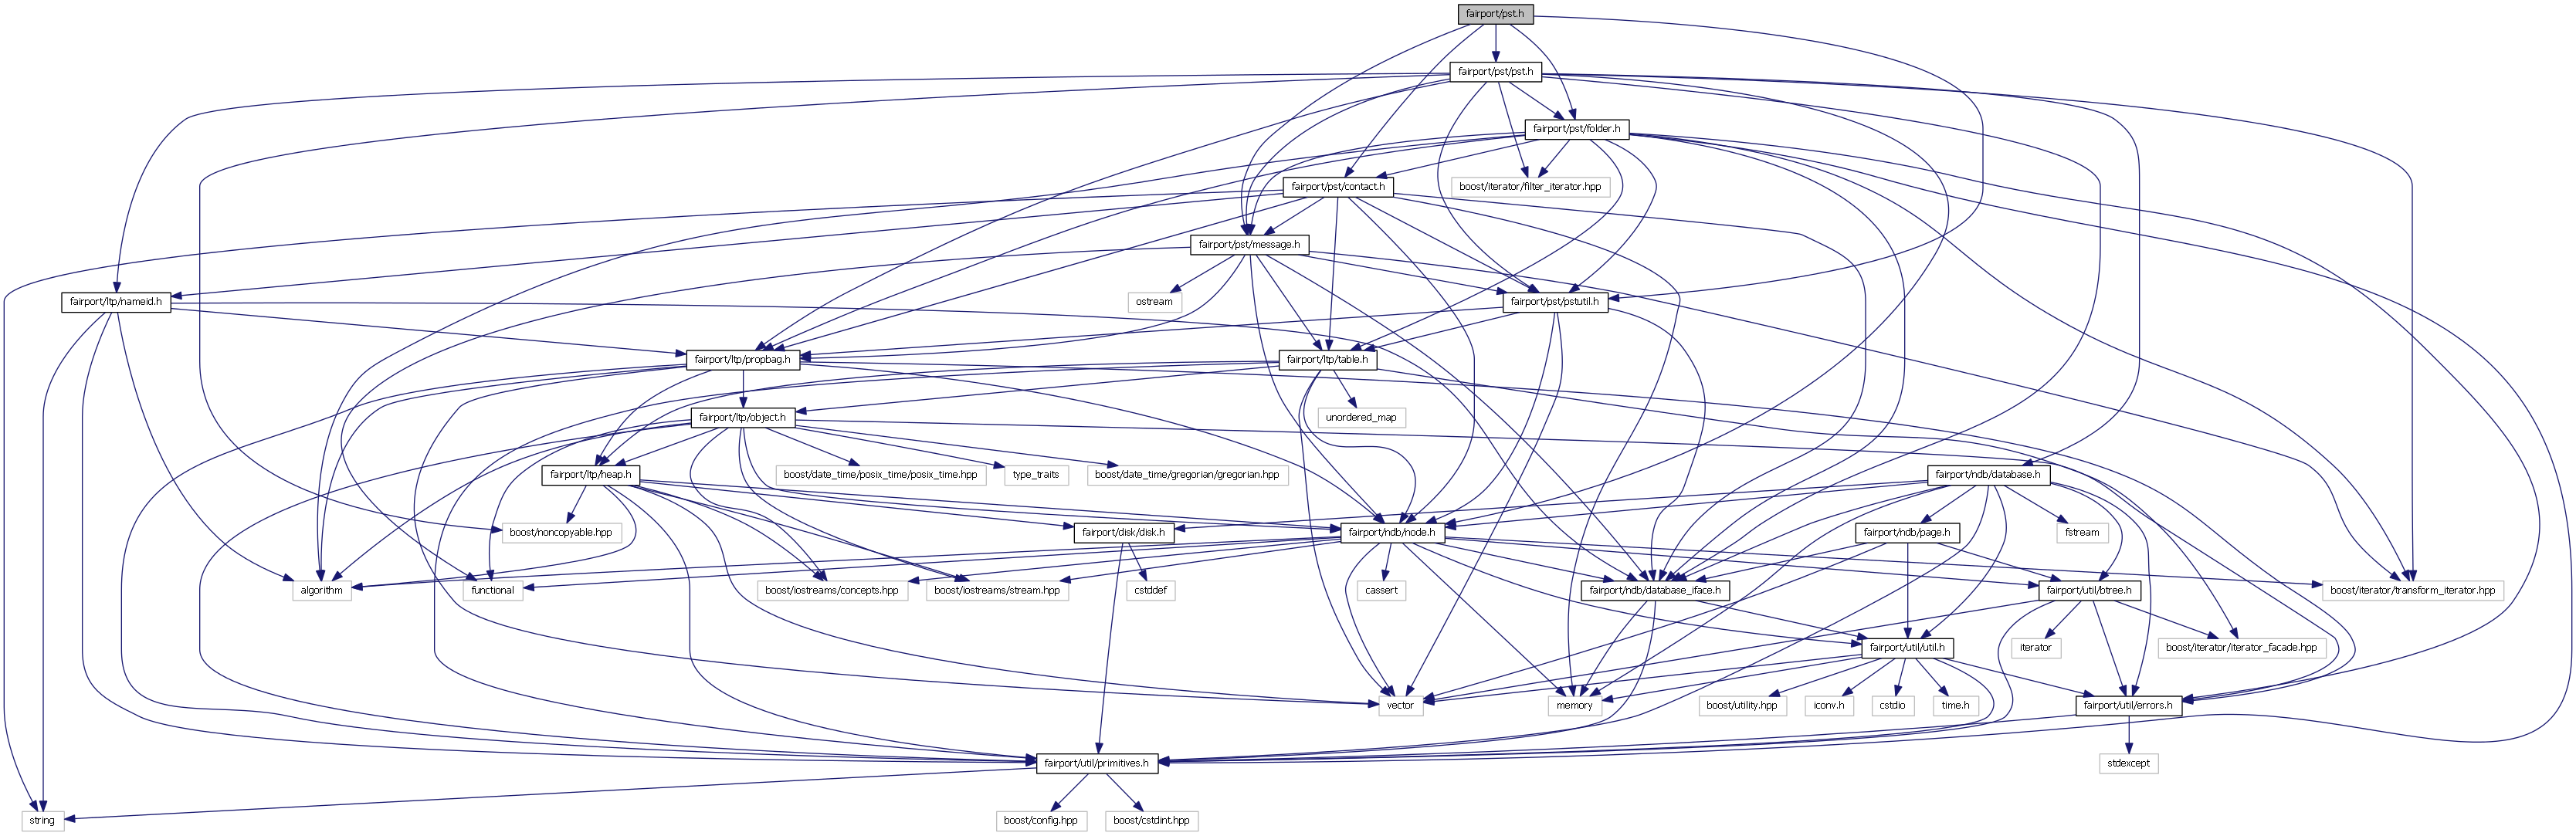 fairport/pst.h
fairport/pst/pst.h
fairport/pst/folder.h
fairport/pst/contact.h
boost/iterator/filter_iterator.hpp
fairport/pst/message.h
fairport/ltp/nameid.h
ostream
fairport/pst/pstutil.h
fairport/ltp/propbag.h
fairport/ltp/table.h
fairport/ltp/object.h
unordered_map
fairport/ltp/heap.h
boost/date_time/posix_time/posix_time.hpp
type_traits
boost/date_time/gregorian/gregorian.hpp
fairport/ndb/database.h
boost/noncopyable.hpp
fairport/disk/disk.h
fairport/ndb/node.h
fairport/ndb/page.h
fstream
algorithm
functional
boost/iostreams/concepts.hpp
boost/iostreams/stream.hpp
cstddef
cassert
fairport/ndb/database_iface.h
fairport/util/btree.h
boost/iterator/transform_iterator.hpp
fairport/util/util.h
iterator
boost/iterator/iterator_facade.hpp
vector
memory
boost/utility.hpp
iconv.h
cstdio
time.h
fairport/util/errors.h
fairport/util/primitives.h
stdexcept
string
boost/config.hpp
boost/cstdint.hpp